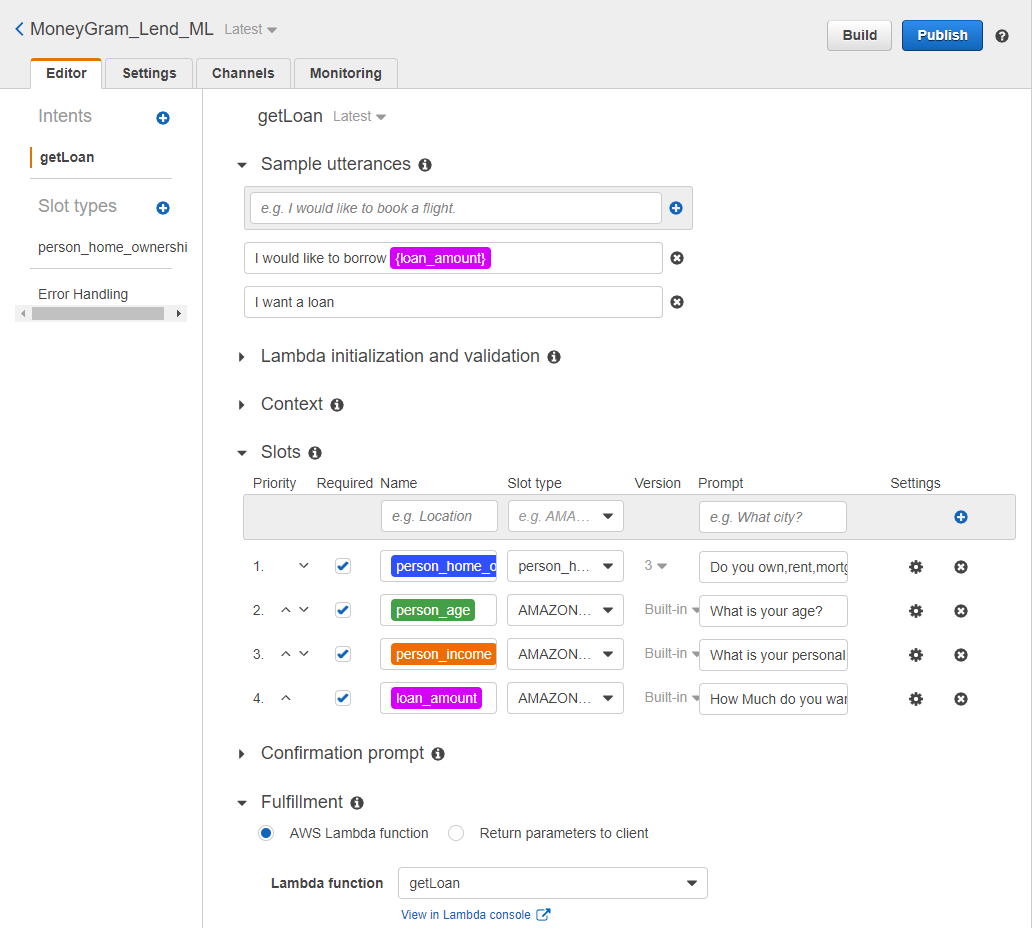 MoneyGram_Lend_ML Latest
Build Publish
Editor Settings Channels Monitoring
Intents
getLoan
Slot types
person_home_ownershi
Error Handling
getLoan Latest
Sample utterances
e.g. I would like to book a flight.
I would like to borrow {loan_amount}
I want a loan
Lambda initialization and validation
Context
Slots
Priority Required Name Slot type Version Prompt Settings
e.g. Location e.g. AMA... e.g. What city?
1. person_home_o person_h... 3 Do you own,rent,mortg
2. person_age AMAZON... Built-in What is your age?
3. person_income AMAZON... Built-in What is your personal
4. loan_amount AMAZON... Built-in How Much do you wan
Confirmation prompt
Fulfillment
AWS Lambda function Return parameters to client
Lambda function getLoan
View in Lambda console